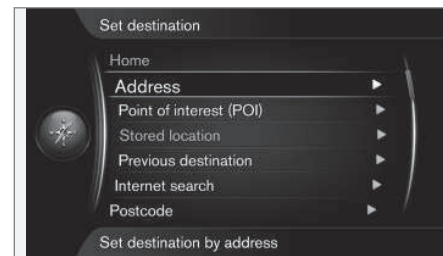 Set destination
Home
Address
Point of interest (POI)
Stored location
Previous destination
Internet search
Postcode
Set destination by address